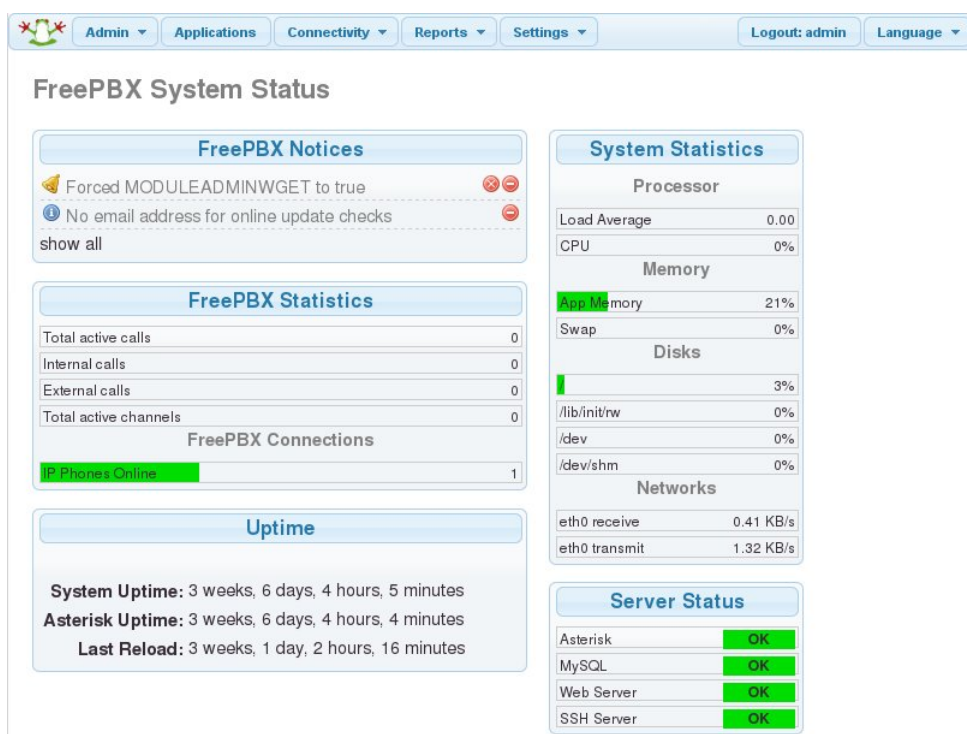 Admin Applications Connectivity Reports Settings Logout: admin Language
FreePBX System Status
FreePBX Notices
Forced MODULEADMINWGET to true
No email address for online update checks
show all
FreePBX Statistics
Total active calls 0
Internal calls 0
External calls 0
Total active channels 0
FreePBX Connections
IP Phones Online 1
Uptime
System Uptime: 3 weeks, 6 days, 4 hours, 5 minutes
Asterisk Uptime: 3 weeks, 6 days, 4 hours, 4 minutes
Last Reload: 3 weeks, 1 day, 2 hours, 16 minutes
System Statistics
Processor
Load Average 0.00
CPU 0%
Memory
App Memory 21%
Swap 0%
Disks
/ 3%
/lib/init/rw 0%
/dev 0%
/dev/shm 0%
Networks
eth0 receive 0.41 KB/s
eth0 transmit 1.32 KB/s
Server Status
Asterisk OK
MySQL OK
Web Server OK
SSH Server OK